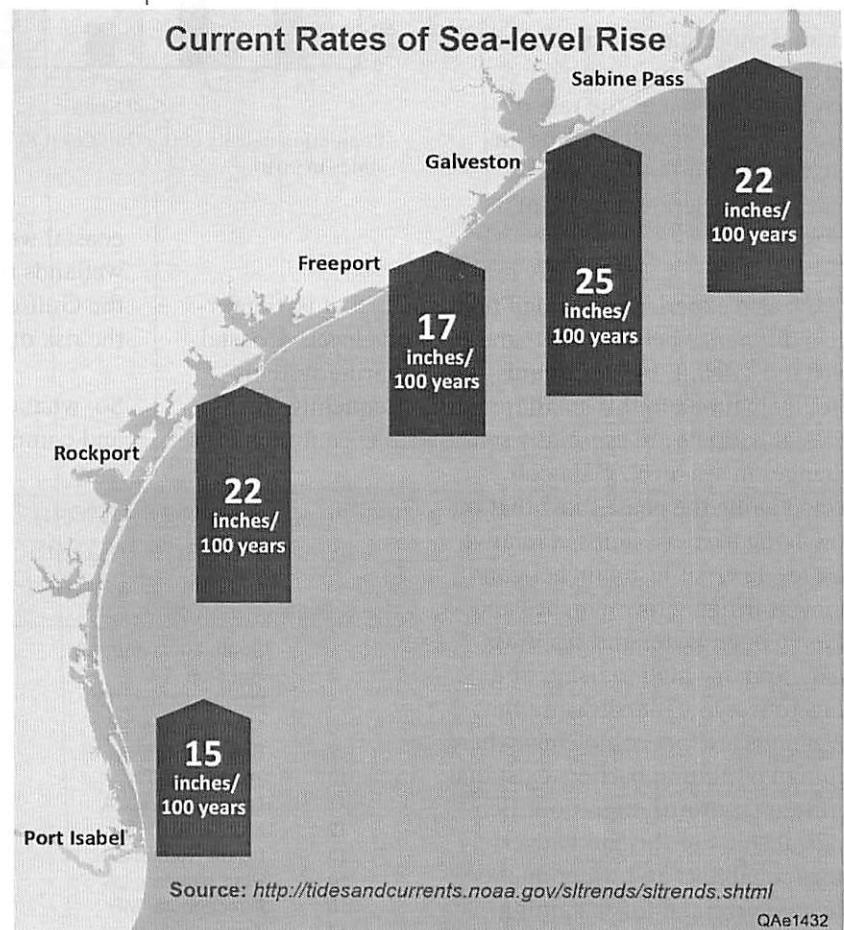 Current Rates of Sea-level Rise
Sabine Pass
22
inches/
100 years
Galveston
25
inches/
100 years
Freeport
17
inches/
100 years
Rockport
22
inches/
100 years
15
inches/
100 years
Port Isabel
Source: http://tidesandcurrents.noaa.gov/sltrends/sltrends.shtml
QAe1432